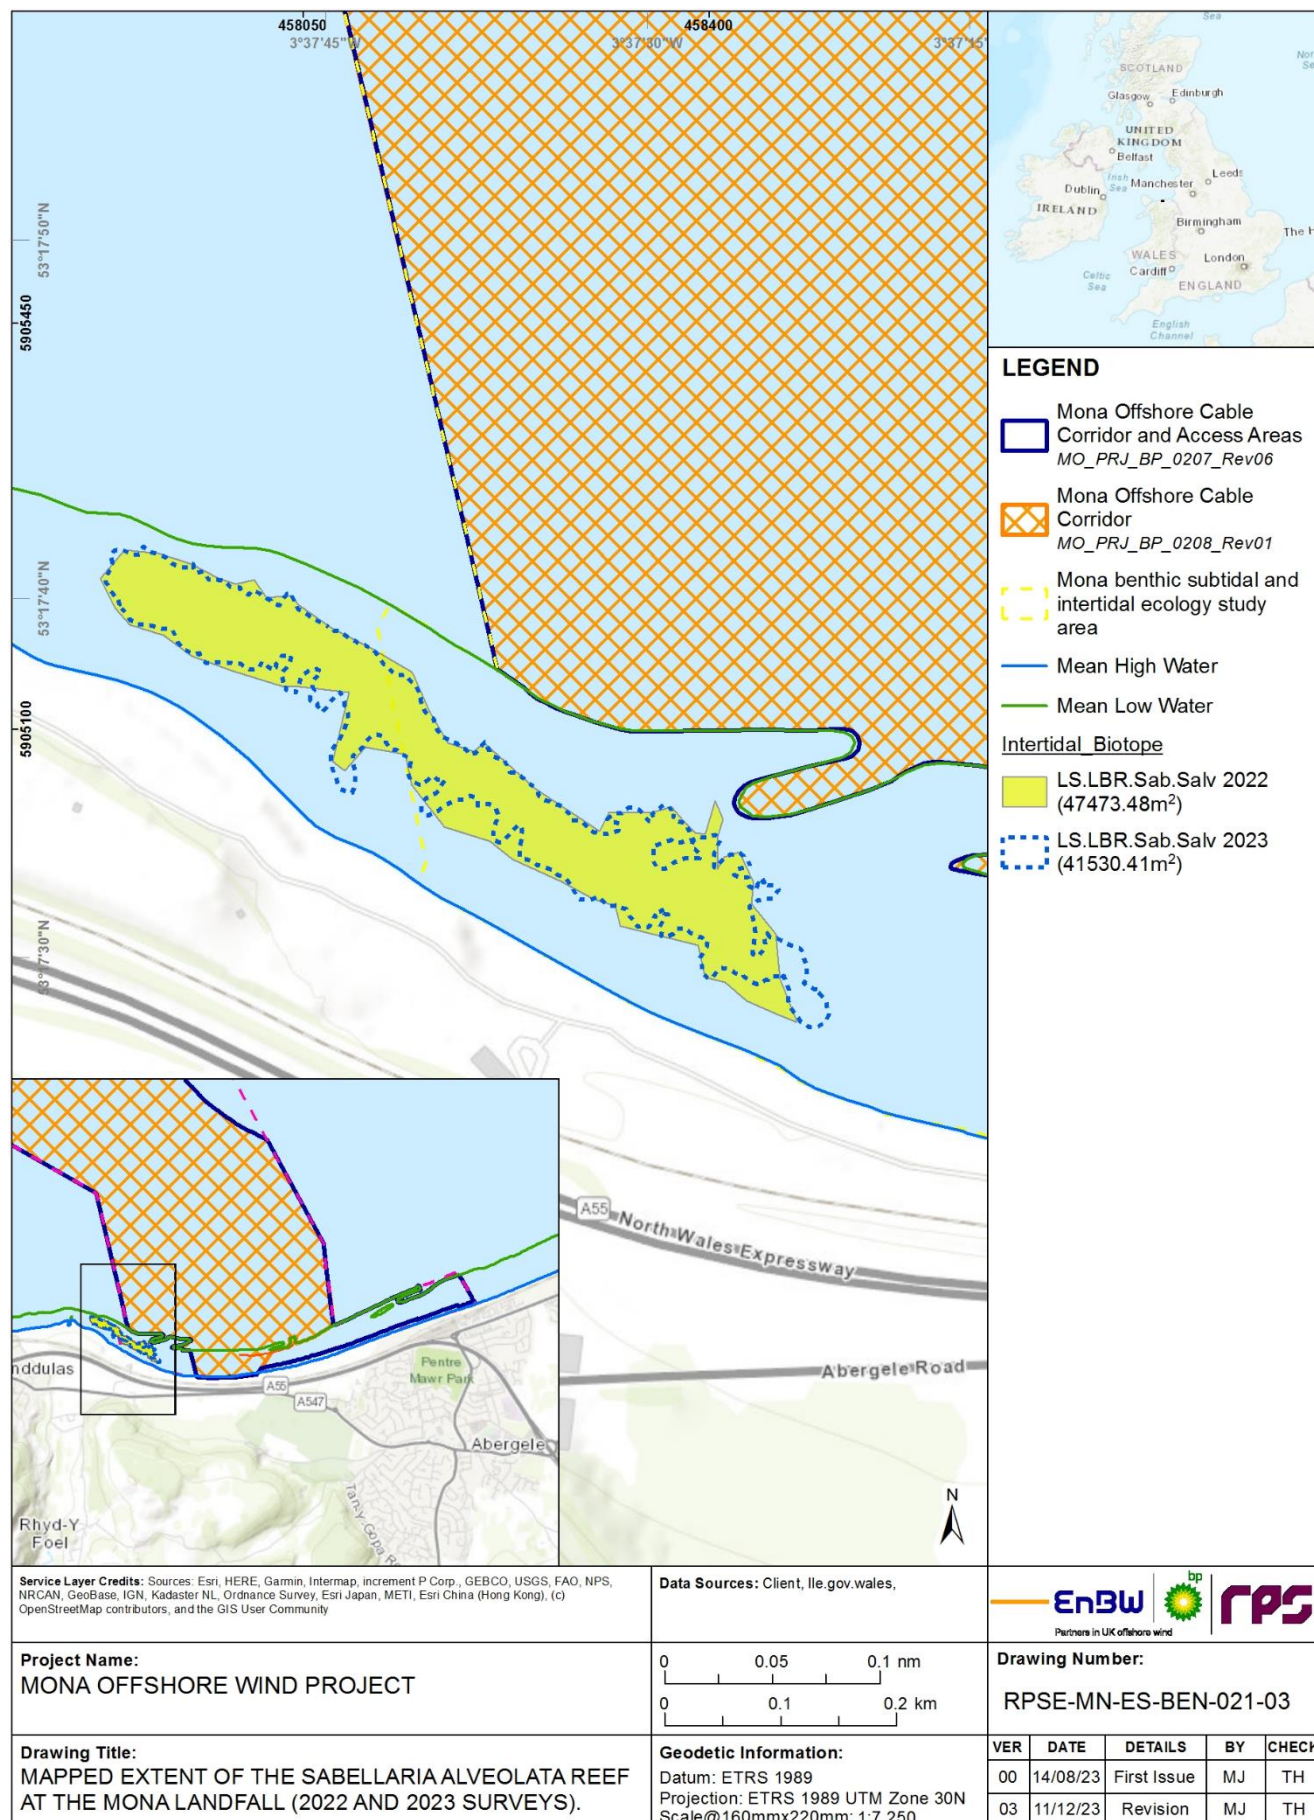 458050
458400
3°37'45"W
3°37'30"W
3°37'15"
53°17'50"N
5905450
53°17'40"N
5905100
53°17'30"N
Sea
SCOTLAND
Glasgow
Edinburgh
UNITED
KINGDOM
Belfast
Irish
Sea
Manchester
Leeds
Dublin
IRELAND
Birmingham
The H
WALES
Cardiff
London
ENGLAND
Celtic
Sea
English
Channel
LEGEND
Mona Offshore Cable
Corridor and Access Areas
MO_PRJ_BP_0207_Rev06
Mona Offshore Cable
Corridor
MO_PRJ_BP_0208_Rev01
Mona benthic subtidal and
intertidal ecology study
area
Mean High Water
Mean Low Water
Intertidal_Biotope
LS.LBR.Sab.Salv 2022
(47473.48m²)
LS.LBR.Sab.Salv 2023
(41530.41m²)
A55
North Wales Expressway
Abergele Road
N
nddulas
Pentre
Mawr Park
A55
A547
Abergele
Rhyd-Y
Foel
Service Layer Credits: Sources: Esri, HERE, Garmin, Intermap, increment P Corp., GEBCO, USGS, FAO, NPS,
NRCAN, GeoBase, IGN, Kadaster NL, Ordnance Survey, Esri Japan, METI, Esri China (Hong Kong), (c)
OpenStreetMap contributors, and the GIS User Community
Data Sources: Client, lle.gov.wales,
EnBW
bp
rps
Partners in UK offshore wind
Project Name:
MONA OFFSHORE WIND PROJECT
0 0.05 0.1 nm
0 0.1 0.2 km
Drawing Number:
RPSE-MN-ES-BEN-021-03
Drawing Title:
MAPPED EXTENT OF THE SABELLARIA ALVEOLATA REEF
AT THE MONA LANDFALL (2022 AND 2023 SURVEYS).
Geodetic Information:
Datum: ETRS 1989
Projection: ETRS 1989 UTM Zone 30N
Scale@160mmx220mm: 1:7,250
VER DATE DETAILS BY CHECK
00 14/08/23 First Issue MJ TH
03 11/12/23 Revision MJ TH